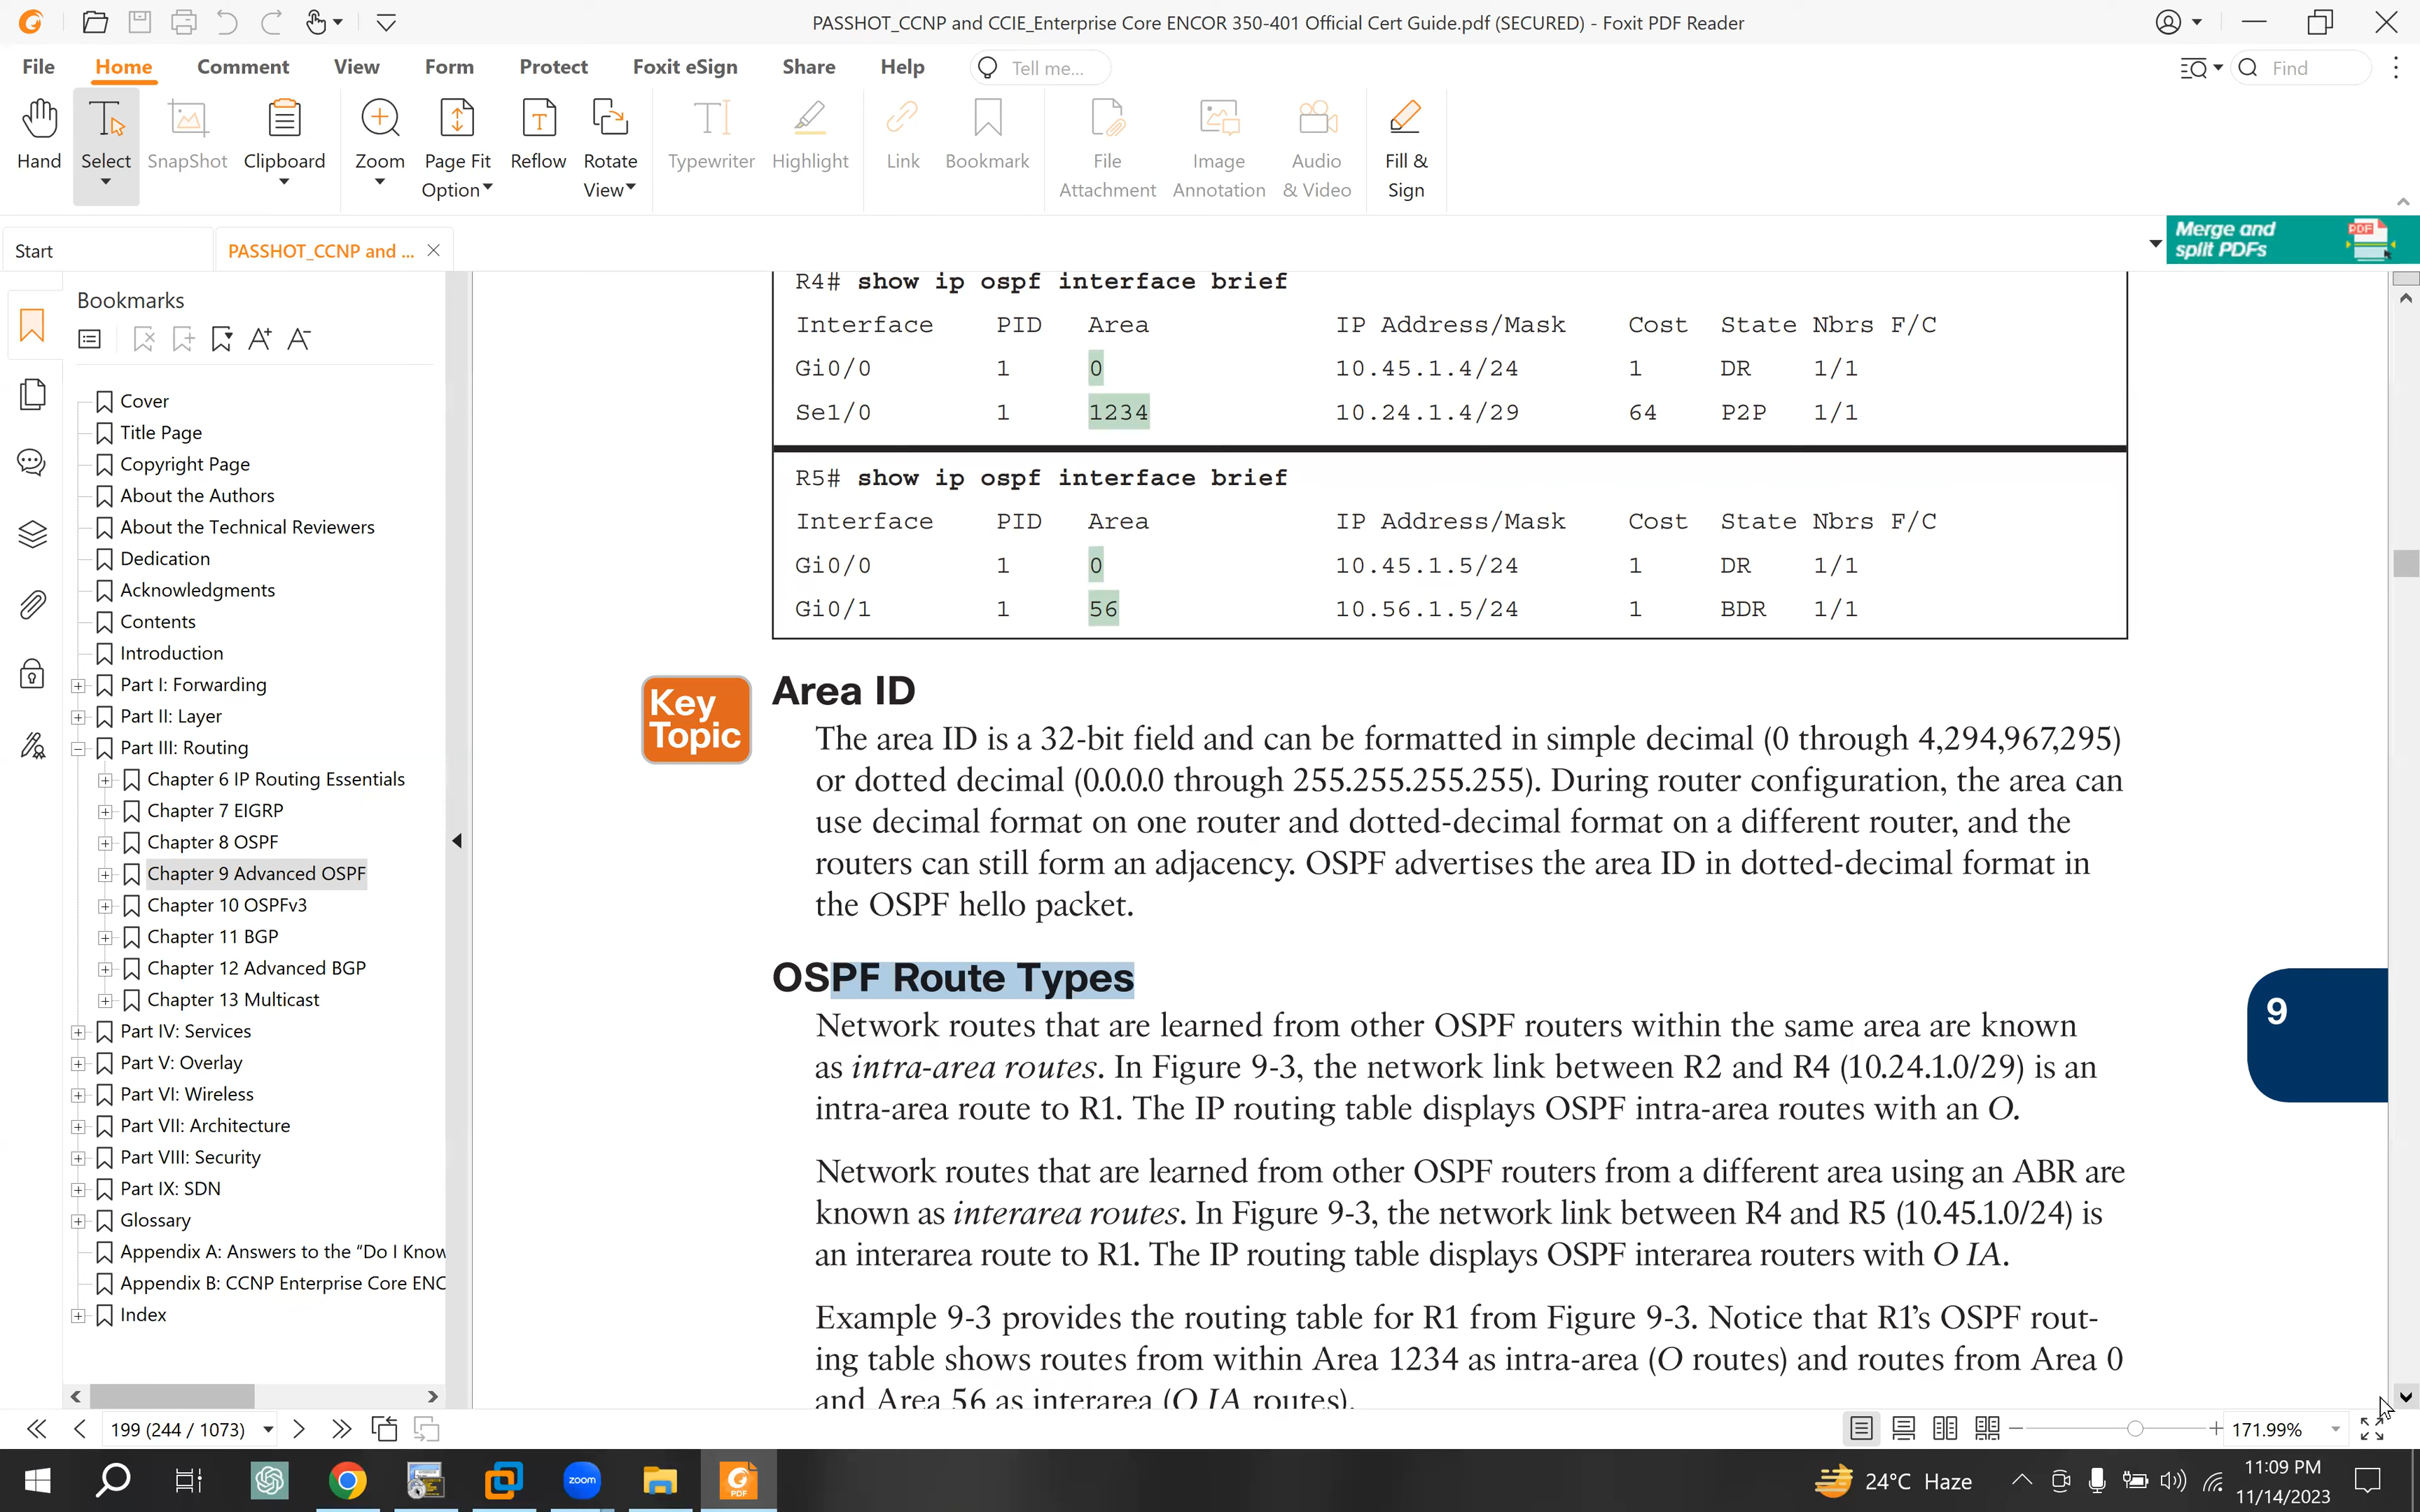 PASSHOT_CCNP and CCIE_Enterprise Core ENCOR 350-401 Official Cert Guide.pdf (SECURED) - Foxit PDF Reader
File Home Comment View Form Protect Foxit eSign Share Help Tell me... Find
Hand Select SnapShot Clipboard Zoom Page Fit Option Reflow Rotate View Typewriter Highlight Link Bookmark File Attachment Image Annotation Audio & Video Fill & Sign
Start PASSHOT_CCNP and ...
Merge and
split PDFs
PDF
Bookmarks
Cover
Title Page
Copyright Page
About the Authors
About the Technical Reviewers
Dedication
Acknowledgments
Contents
Introduction
Part I: Forwarding
Part II: Layer
Part III: Routing
Chapter 6 IP Routing Essentials
Chapter 7 EIGRP
Chapter 8 OSPF
Chapter 9 Advanced OSPF
Chapter 10 OSPFv3
Chapter 11 BGP
Chapter 12 Advanced BGP
Chapter 13 Multicast
Part IV: Services
Part V: Overlay
Part VI: Wireless
Part VII: Architecture
Part VIII: Security
Part IX: SDN
Glossary
Appendix A: Answers to the “Do I Know
Appendix B: CCNP Enterprise Core ENC
Index
R4# show ip ospf interface brief
Interface PID Area IP Address/Mask Cost State Nbrs F/C
Gi0/0 1 0 10.45.1.4/24 1 DR 1/1
Se1/0 1 1234 10.24.1.4/29 64 P2P 1/1
R5# show ip ospf interface brief
Interface PID Area IP Address/Mask Cost State Nbrs F/C
Gi0/0 1 0 10.45.1.5/24 1 DR 1/1
Gi0/1 1 56 10.56.1.5/24 1 BDR 1/1
Key
Topic
Area ID
The area ID is a 32-bit field and can be formatted in simple decimal (0 through 4,294,967,295)
or dotted decimal (0.0.0.0 through 255.255.255.255). During router configuration, the area can
use decimal format on one router and dotted-decimal format on a different router, and the
routers can still form an adjacency. OSPF advertises the area ID in dotted-decimal format in
the OSPF hello packet.
OSPF Route Types
Network routes that are learned from other OSPF routers within the same area are known
as intra-area routes. In Figure 9-3, the network link between R2 and R4 (10.24.1.0/29) is an
intra-area route to R1. The IP routing table displays OSPF intra-area routes with an O.
Network routes that are learned from other OSPF routers from a different area using an ABR are
known as interarea routes. In Figure 9-3, the network link between R4 and R5 (10.45.1.0/24) is
an interarea route to R1. The IP routing table displays OSPF interarea routers with O IA.
Example 9-3 provides the routing table for R1 from Figure 9-3. Notice that R1’s OSPF rout-
ing table shows routes from within Area 1234 as intra-area (O routes) and routes from Area 0
and Area 56 as interarea (O IA routes).
9
199 (244 / 1073)
171.99%
zoom
PDF
24°C Haze
11:09 PM
11/14/2023